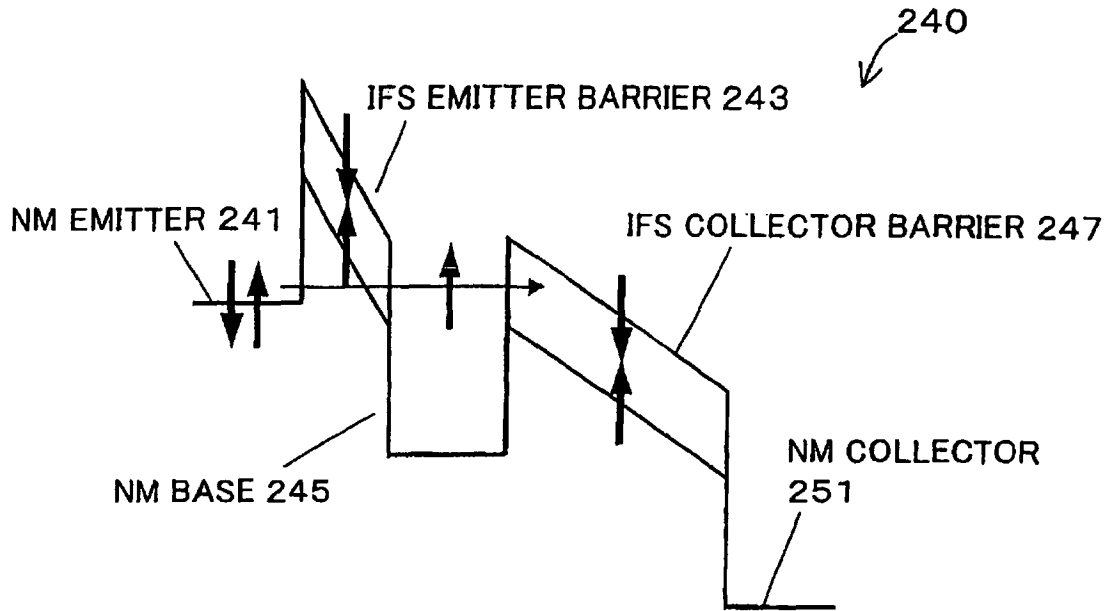 240
IFS EMITTER BARRIER 243
NM EMITTER 241
IFS COLLECTOR BARRIER 247
NM BASE 245
NM COLLECTOR
251